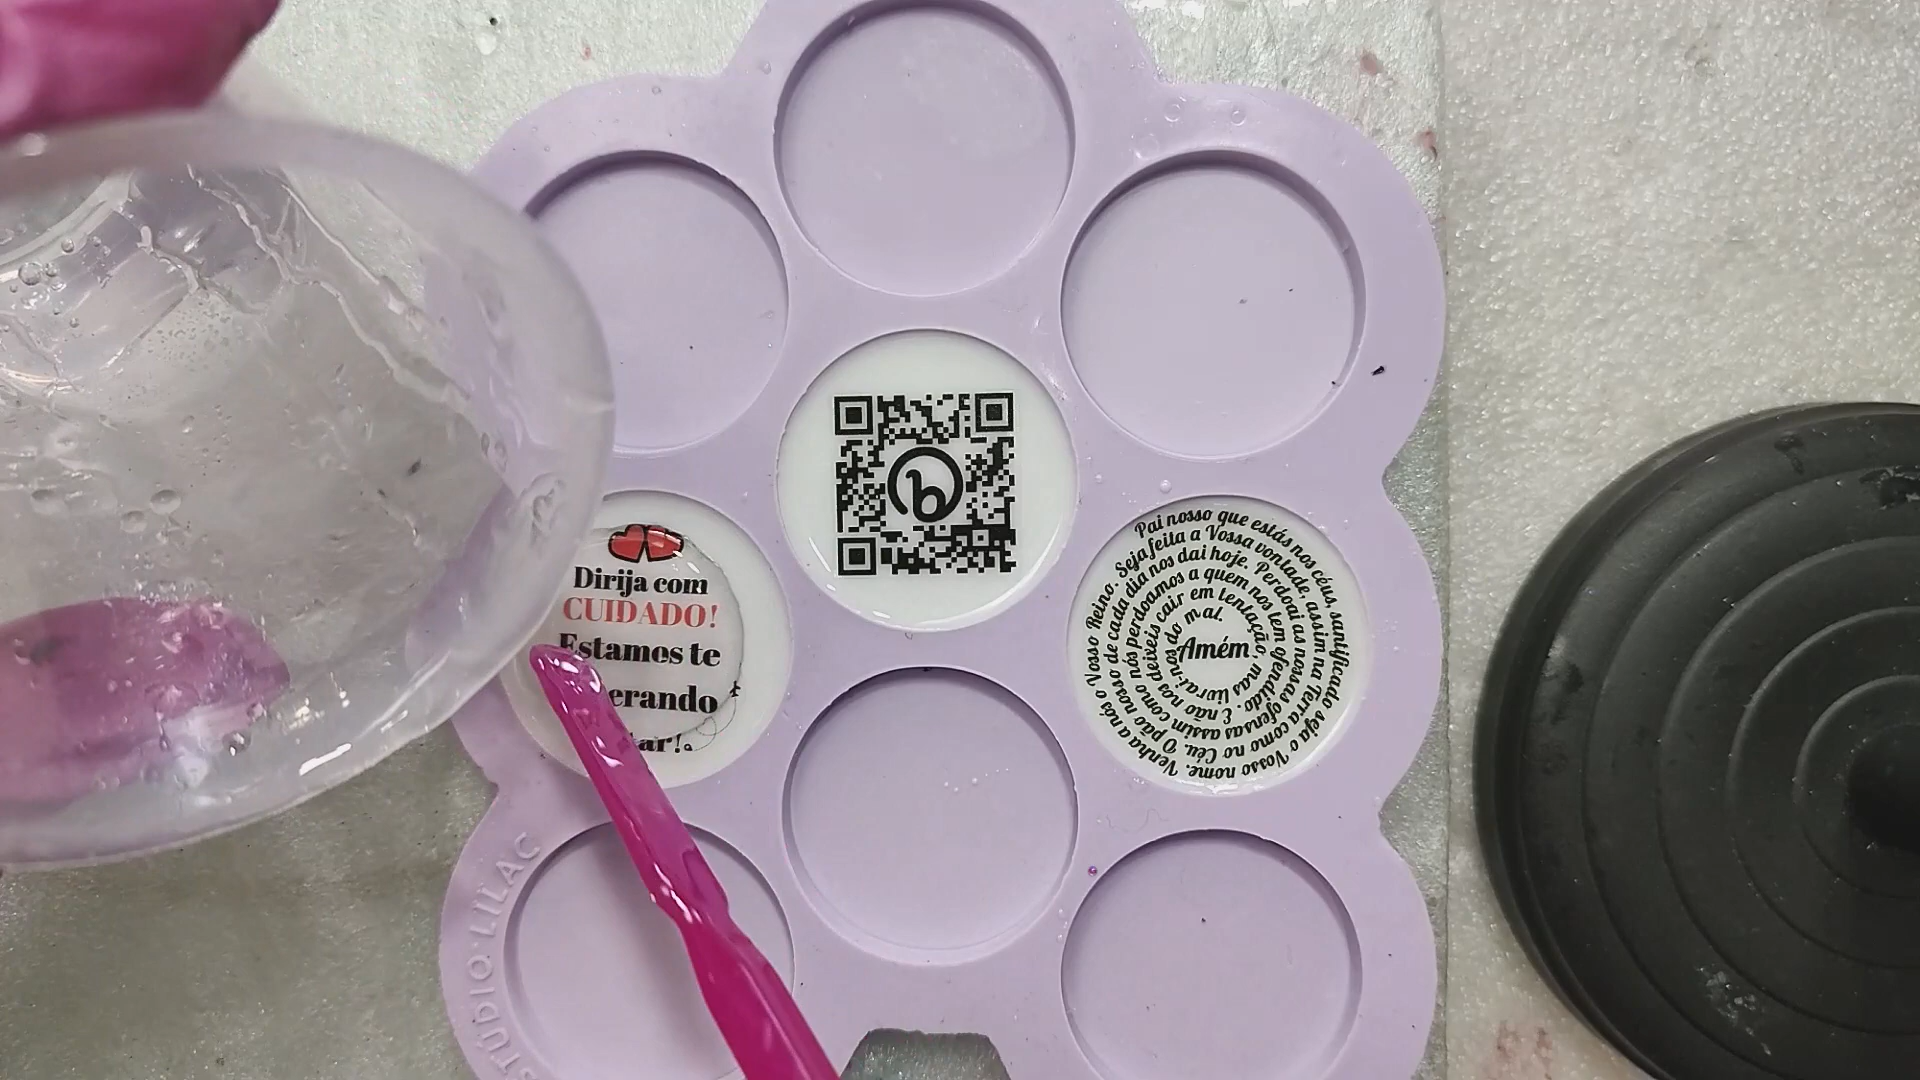 Dirija com
CUIDADO!
Estamos te
erando
ar!
b
Pai nosso que estás nos céus, santificado seja o Vosso nome. Venha a nós o Vosso Reino. Seja feita a Vossa vontade, assim na Terra como no Céu. O pão nosso de cada dia nos dai hoje. Perdoai as nossas ofensas assim como nós perdoamos a quem nos tem ofendido. E não nos deixeis cair em tentação, mas livrai-nos do mal.
Amém
STÚDIO·LILAC